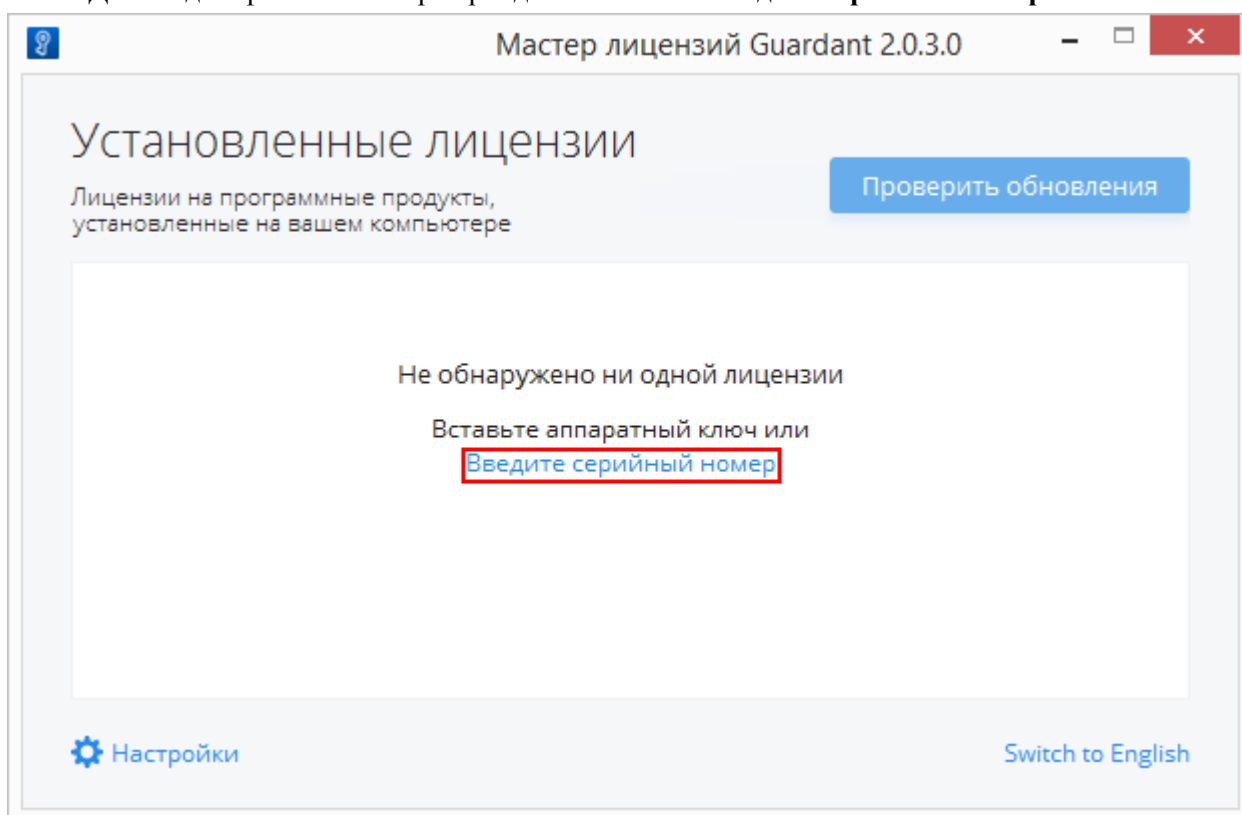 Мастер лицензий Guardant 2.0.3.0
Установленные лицензии
Лицензии на программные продукты,
установленные на вашем компьютере
Проверить обновления
Не обнаружено ни одной лицензии
Вставьте аппаратный ключ или
Введите серийный номер
Настройки
Switch to English